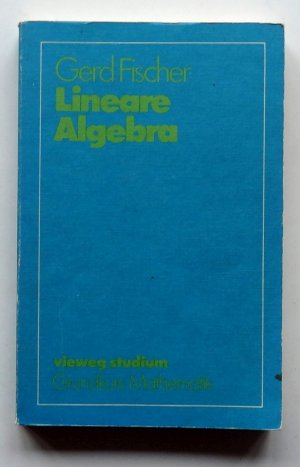 Gerd Fischer
Lineare
Algebra
vieweg studium
Grundkurs Mathematik